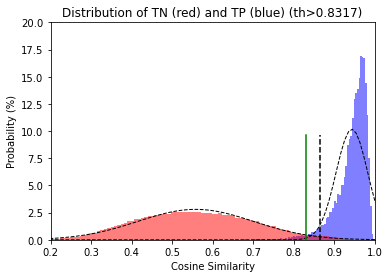 Distribution of TN (red) and TP (blue) (th>0.8317)
Probability (%)
20.0
17.5
15.0
12.5
10.0
7.5
5.0
2.5
0.0
0.2 0.3 0.4 0.5 0.6 0.7 0.8 0.9 1.0
Cosine Simiarity